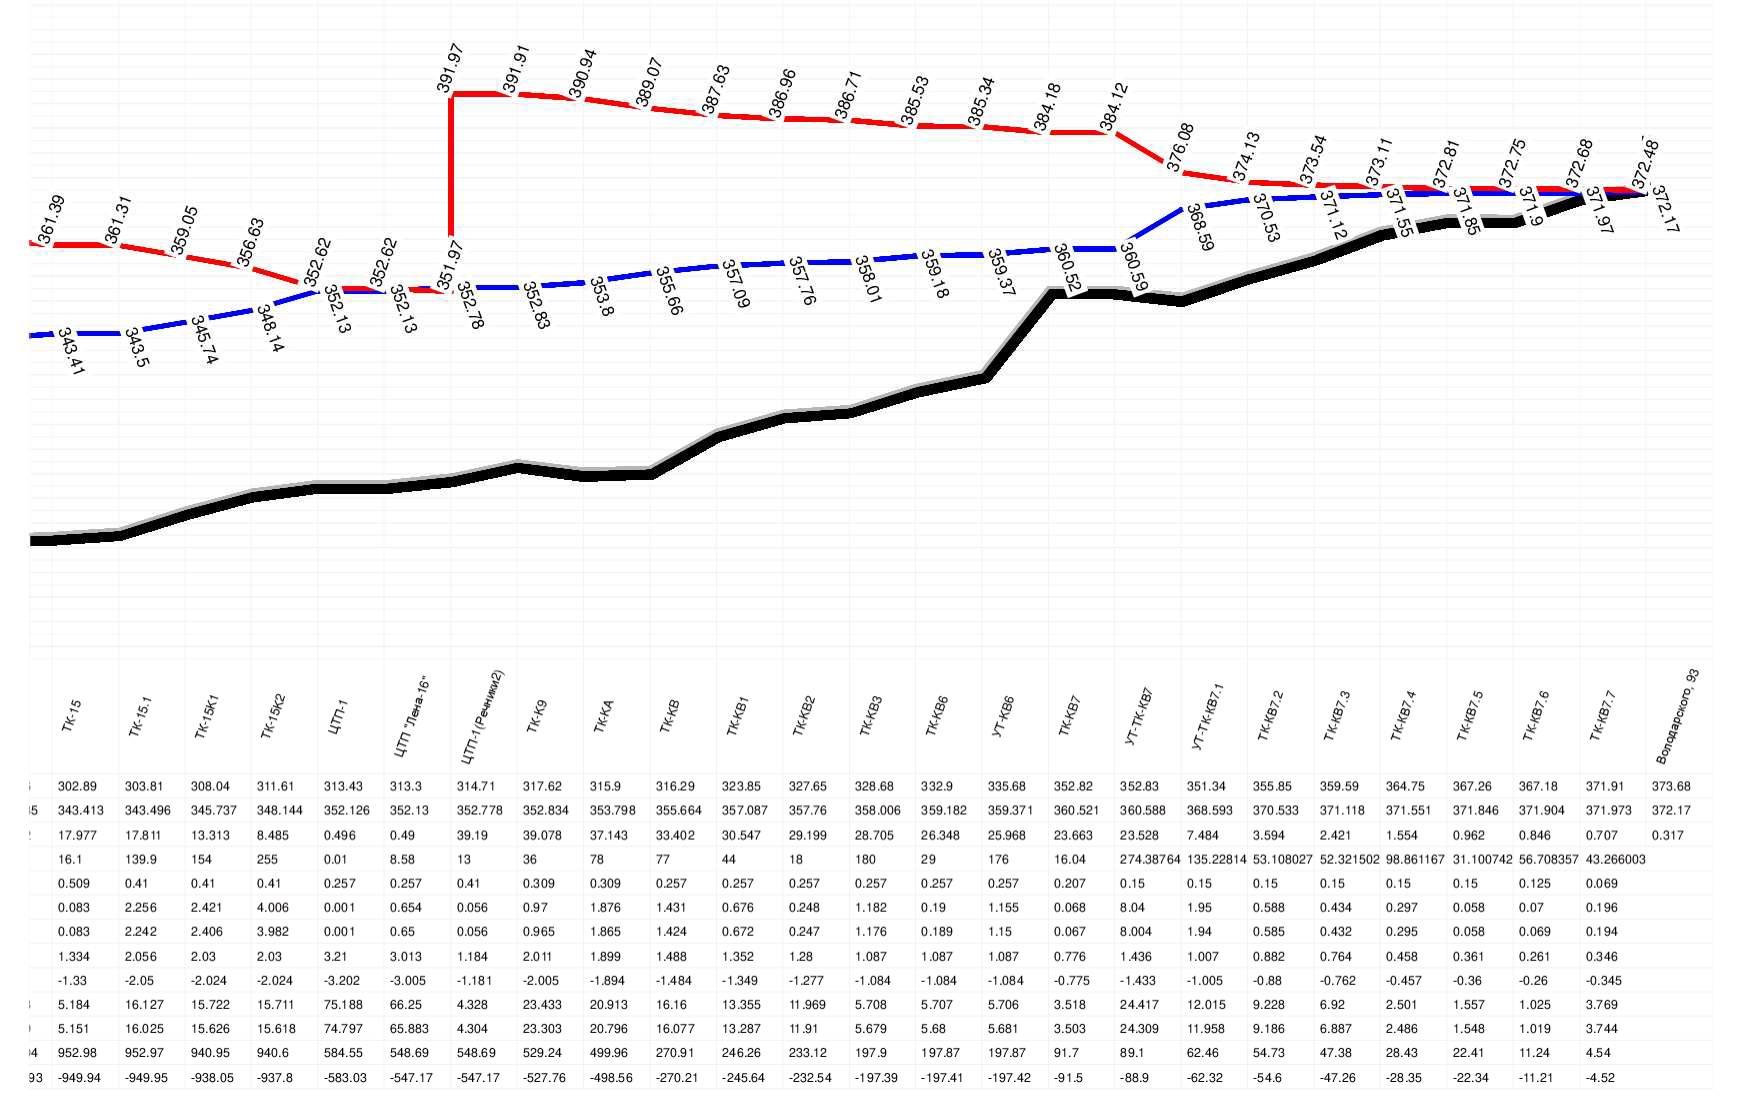 391.97 391.91 390.94 389.07 387.63 386.96 386.71 385.53 385.34 384.18 384.12 376.08 374.13 373.54 373.11 372.81 372.75 372.68 372.48
361.39 361.31 359.05 356.63 352.62 352.62 351.97
343.41 343.5 345.74 348.14 352.13 352.13 352.78 352.83 353.8 355.66 357.09 357.76 358.01 359.18 359.37 360.52 360.59 368.59 370.53 371.12 371.55 371.85 371.9 371.97 372.17
ТК-15 ТК-15.1 ТК-15К1 ТК-15К2 ЦТП-1 ЦТП "Лена-16" ЦТП-1(Речники2) ТК-К9 ТК-КА ТК-КВ ТК-КВ1 ТК-КВ2 ТК-КВ3 ТК-КВ6 УТ-КВ6 ТК-КВ7 УТ-ТК-КВ7 УТ-ТК-КВ7.1 ТК-КВ7.2 ТК-КВ7.3 ТК-КВ7.4 ТК-КВ7.5 ТК-КВ7.6 ТК-КВ7.7 Володарского, 93
302.89 303.81 308.04 311.61 313.43 313.3 314.71 317.62 315.9 316.29 323.85 327.65 328.68 332.9 335.68 352.82 352.83 351.34 355.85 359.59 364.75 367.26 367.18 371.91 373.68
45 343.413 343.496 345.737 348.144 352.126 352.13 352.778 352.834 353.798 355.664 357.087 357.76 358.006 359.182 359.371 360.521 360.588 368.593 370.533 371.118 371.551 371.846 371.904 371.973 372.17
2 17.977 17.811 13.313 8.485 0.496 0.49 39.19 39.078 37.143 33.402 30.547 29.199 28.705 26.348 25.968 23.663 23.528 7.484 3.594 2.421 1.554 0.962 0.846 0.707 0.317
16.1 139.9 154 255 0.01 8.58 13 36 78 77 44 18 180 29 176 16.04 274.38764 135.22814 53.108027 52.321502 98.861167 31.100742 56.708357 43.266003
0.509 0.41 0.41 0.41 0.257 0.257 0.41 0.309 0.309 0.257 0.257 0.257 0.257 0.257 0.257 0.207 0.15 0.15 0.15 0.15 0.15 0.15 0.125 0.069
0.083 2.256 2.421 4.006 0.001 0.654 0.056 0.97 1.876 1.431 0.676 0.248 1.182 0.19 1.155 0.068 8.04 1.95 0.588 0.434 0.297 0.058 0.07 0.196
0.083 2.242 2.406 3.982 0.001 0.65 0.056 0.965 1.865 1.424 0.672 0.247 1.176 0.189 1.15 0.067 8.004 1.94 0.585 0.432 0.295 0.058 0.069 0.194
1.334 2.056 2.03 2.03 3.21 3.013 1.184 2.011 1.899 1.488 1.352 1.28 1.087 1.087 1.087 0.776 1.436 1.007 0.882 0.764 0.458 0.361 0.261 0.346
-1.33 -2.05 -2.024 -2.024 -3.202 -3.005 -1.181 -2.005 -1.894 -1.484 -1.349 -1.277 -1.084 -1.084 -1.084 -0.775 -1.433 -1.005 -0.88 -0.762 -0.457 -0.36 -0.26 -0.345
5.184 16.127 15.722 15.711 75.188 66.25 4.328 23.433 20.913 16.16 13.355 11.969 5.708 5.707 5.706 3.518 24.417 12.015 9.228 6.92 2.501 1.557 1.025 3.769
5.151 16.025 15.626 15.618 74.797 65.883 4.304 23.303 20.796 16.077 13.287 11.91 5.679 5.68 5.681 3.503 24.309 11.958 9.186 6.887 2.486 1.548 1.019 3.744
04 952.98 952.97 940.95 940.6 584.55 548.69 548.69 529.24 499.96 270.91 246.26 233.12 197.9 197.87 197.87 91.7 89.1 62.46 54.73 47.38 28.43 22.41 11.24 4.54
93 -949.94 -949.95 -938.05 -937.8 -583.03 -547.17 -547.17 -527.76 -498.56 -270.21 -245.64 -232.54 -197.39 -197.41 -197.42 -91.5 -88.9 -62.32 -54.6 -47.26 -28.35 -22.34 -11.21 -4.52